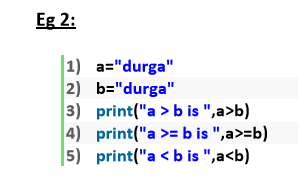 Eg 2:
1) a="durga"
2) b="durga"
3) print("a > b is ",a>b)
4) print("a >= b is ",a>=b)
5) print("a < b is ",a<b)